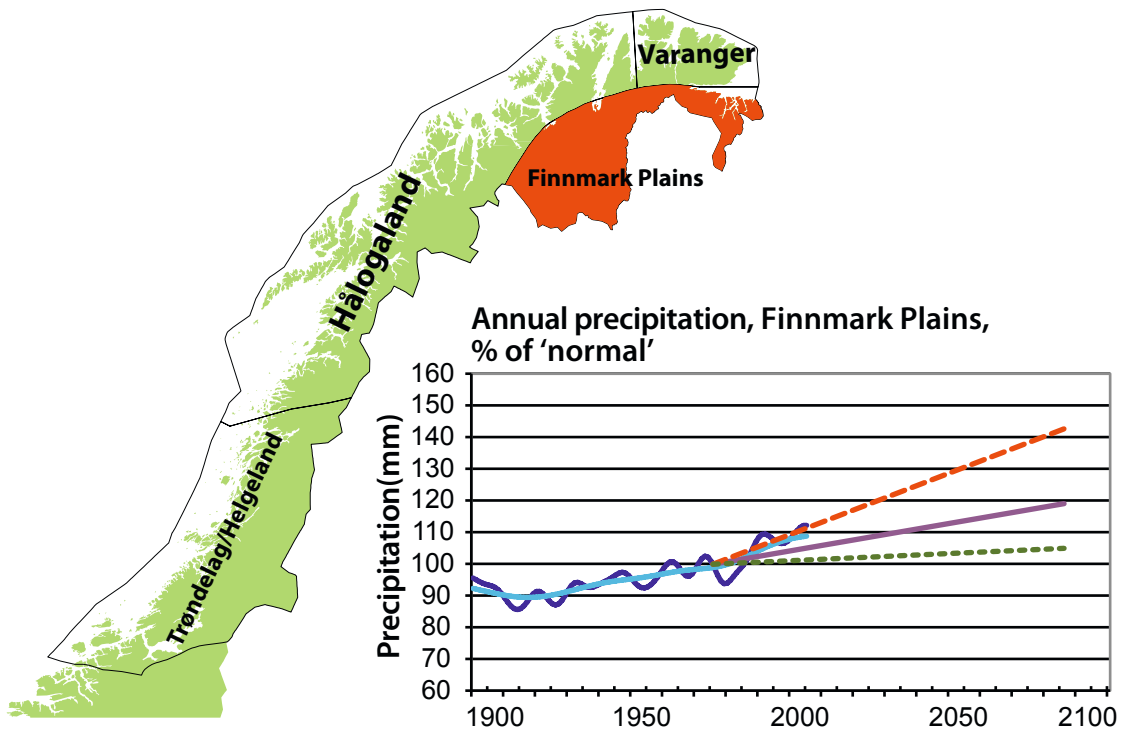 Varanger
Finnmark Plains
Hålogaland
Trøndelag/Helgeland
Annual precipitation, Finnmark Plains,
% of ‘normal’
Precipitation(mm)
160
150
140
130
120
110
100
90
80
70
60
1900 1950 2000 2050 2100